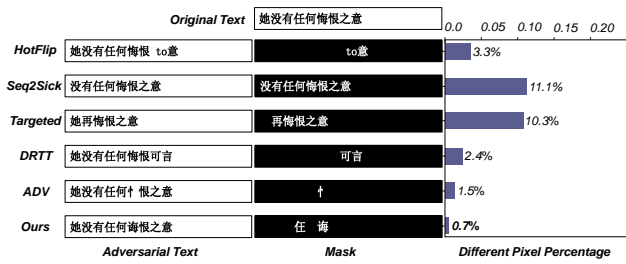 Original Text 她没有任何悔恨之意 0.0 0.05 0.10 0.20
HotFlip 她没有任何悔恨 to意 to意 3.3%
Seq2Sick 没有任何悔恨之意 没有任何悔恨之意 11.1%
Targeted 她再悔恨之意 再悔恨之意 10.3%
DRTT 她没有任何悔恨可言 可言 2.4%
ADV 她没有任何忄恨之意 忄 1.5%
Ours 她没有任何诲恨之意 任 诲 0.7%
Adversarial Text Mask Different Pixel Percentage